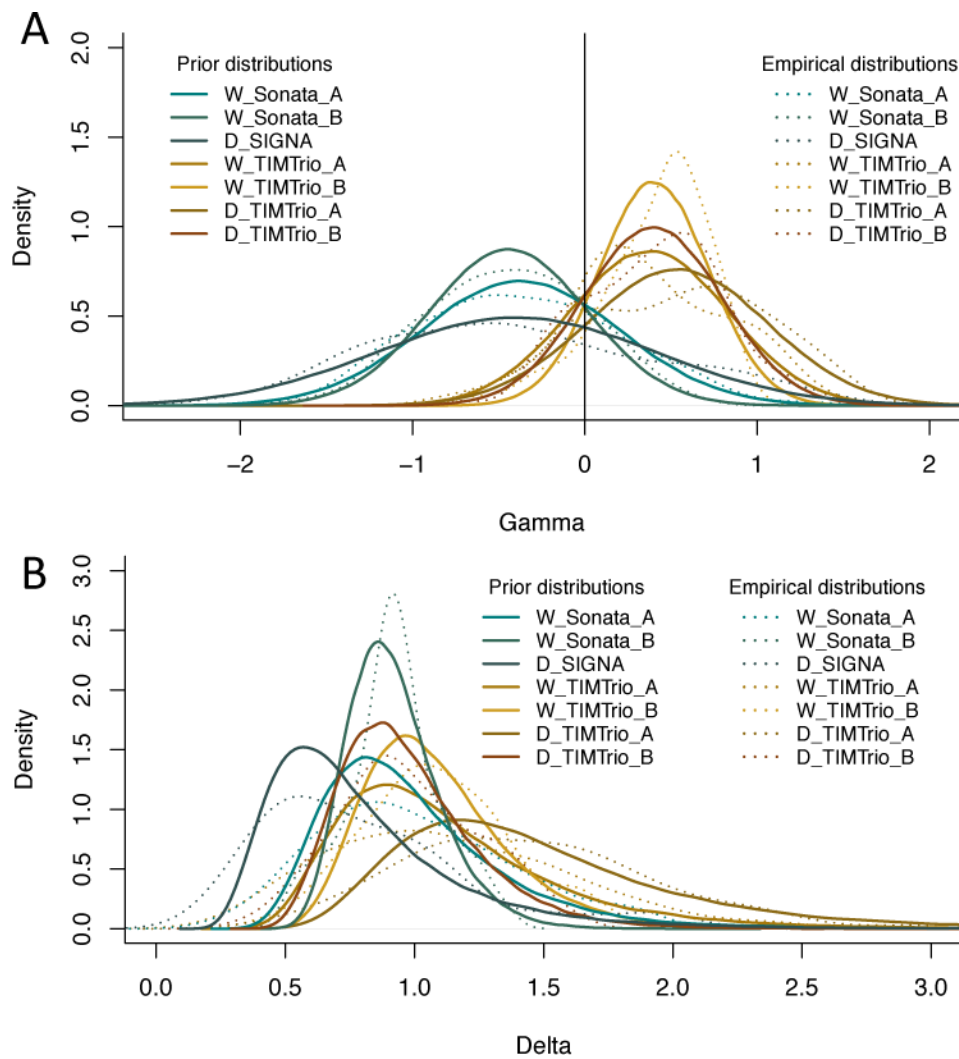 A
Prior distributions
W_Sonata_A
W_Sonata_B
D_SIGNA
W_TIMTrio_A
W_TIMTrio_B
D_TIMTrio_A
D_TIMTrio_B
Empirical distributions
W_Sonata_A
W_Sonata_B
D_SIGNA
W_TIMTrio_A
W_TIMTrio_B
D_TIMTrio_A
D_TIMTrio_B
Density
2.0
1.5
1.0
0.5
0.0
−2 −1 0 1 2
Gamma
B
Prior distributions
W_Sonata_A
W_Sonata_B
D_SIGNA
W_TIMTrio_A
W_TIMTrio_B
D_TIMTrio_A
D_TIMTrio_B
Empirical distributions
W_Sonata_A
W_Sonata_B
D_SIGNA
W_TIMTrio_A
W_TIMTrio_B
D_TIMTrio_A
D_TIMTrio_B
Density
3.0
2.5
2.0
1.5
1.0
0.5
0.0
0.0 0.5 1.0 1.5 2.0 2.5 3.0
Delta